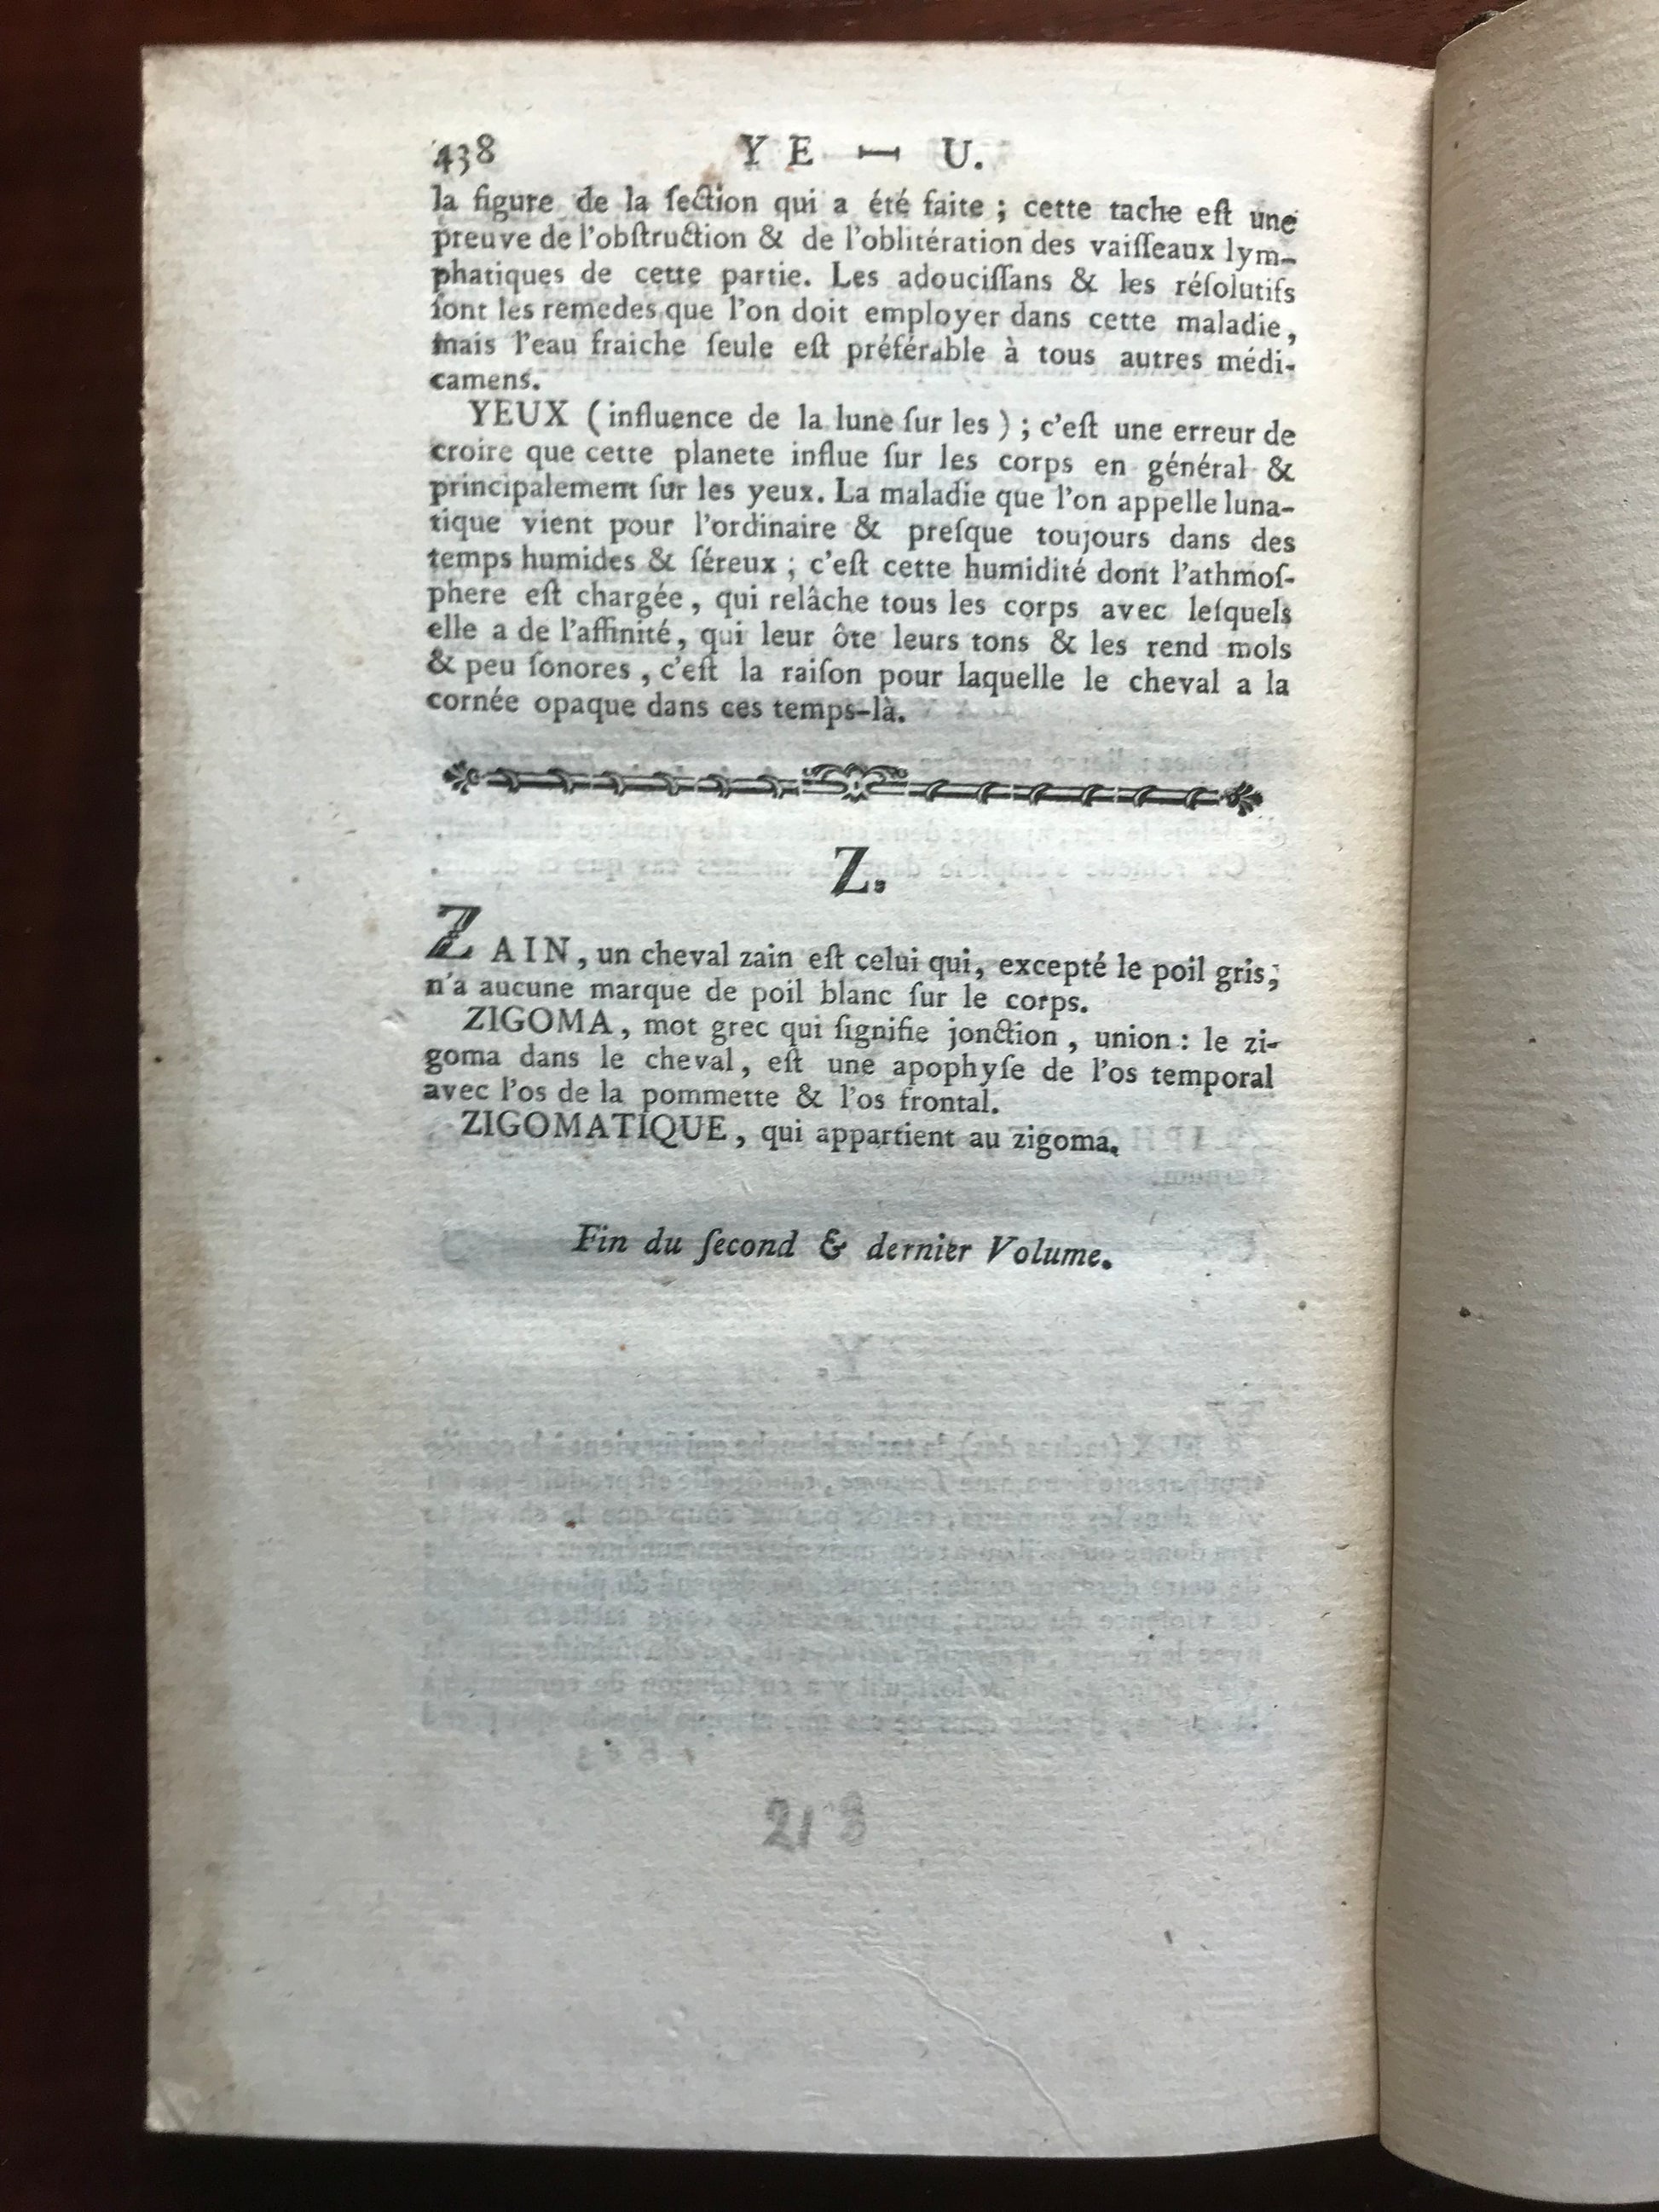 438 Y E — U.
la figure de la ſection qui a été faite ; cette tache eſt une
preuve de l'obſtruction & de l'oblitération des vaiſſeaux lym-
phatiques de cette partie. Les adouciſſans & les réſolutifs
ſont les remedes que l'on doit employer dans cette maladie,
mais l'eau fraiche ſeule eſt préférable à tous autres médi-
camens.
YEUX (influence de la lune ſur les) ; c'eſt une erreur de
croire que cette planete influe ſur les corps en général &
principalement ſur les yeux. La maladie que l'on appelle luna-
tique vient pour l'ordinaire & preſque toujours dans des
temps humides & ſéreux ; c'eſt cette humidité dont l'athmoſ-
phere eſt chargée, qui relâche tous les corps avec leſquels
elle a de l'affinité, qui leur ôte leurs tons & les rend mols
& peu ſonores, c'eſt la raiſon pour laquelle le cheval a la
cornée opaque dans ces temps-là.
Z.
ZAIN, un cheval zain eſt celui qui, excepté le poil gris,
n'a aucune marque de poil blanc ſur le corps.
ZIGOMA, mot grec qui ſignifie jonction, union : le zi-
goma dans le cheval, eſt une apophyſe de l'os temporal
avec l'os de la pommette & l'os frontal.
ZIGOMATIQUE, qui appartient au zigoma.
Fin du ſecond & dernier Volume.